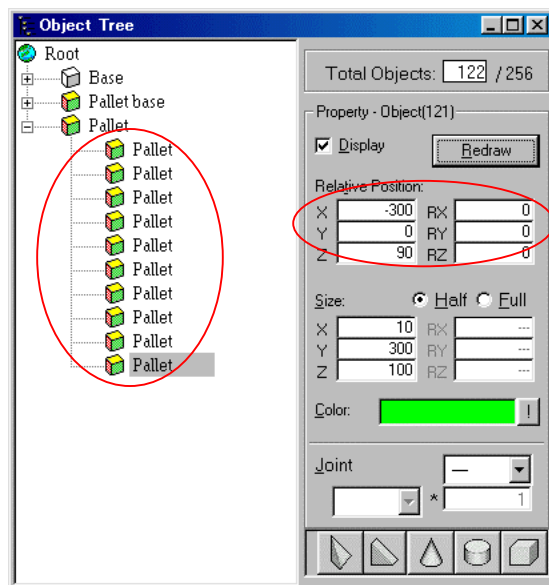 Object Tree
Root
Base
Pallet base
Pallet
Pallet
Pallet
Pallet
Pallet
Pallet
Pallet
Pallet
Pallet
Pallet
Pallet
Total Objects: 122 / 256
Property - Object(121)
Display
Redraw
Relative Position:
X -300 RX 0
Y 0 RY 0
Z 90 RZ 0
Size: Half Full
X 10 RX ---
Y 300 RY ---
Z 100 RZ ---
Color: !
Joint —
* 1